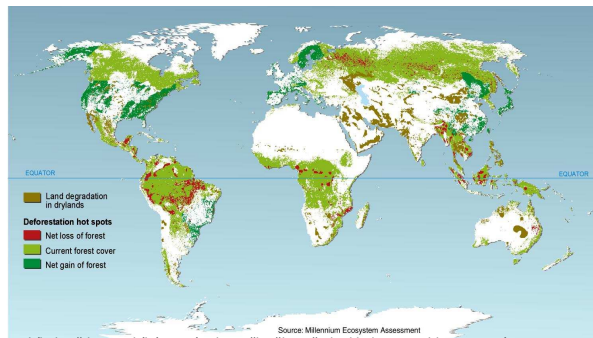 EQUATOR
EQUATOR
Land degradation
in drylands
Deforestation hot spots
Net loss of forest
Current forest cover
Net gain of forest
Source: Millennium Ecosystem Assessment